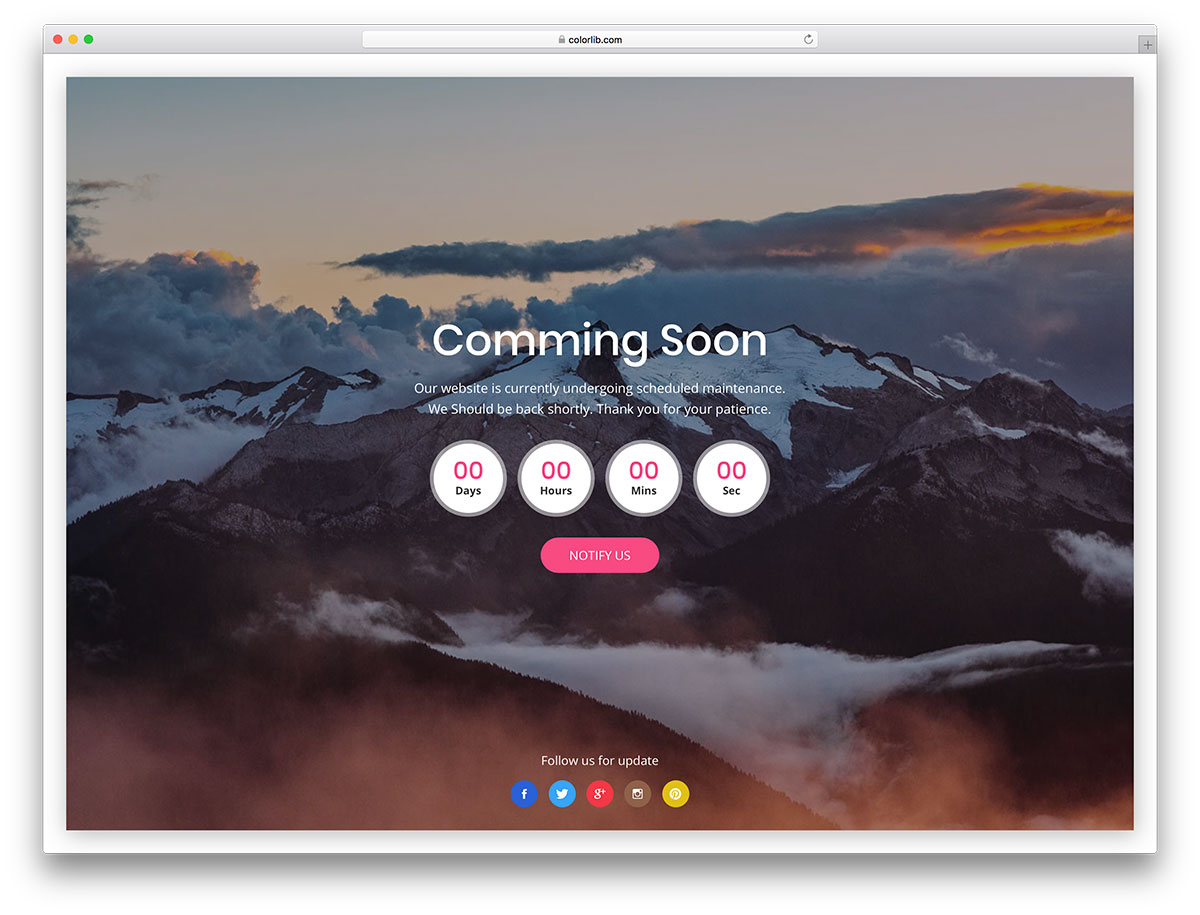 colorlib.com
Comming Soon
Our website is currently undergoing scheduled maintenance.
We Should be back shortly. Thank you for your patience.
00 00 00 00
Days Hours Mins Sec
NOTIFY US
Follow us for update
f g+